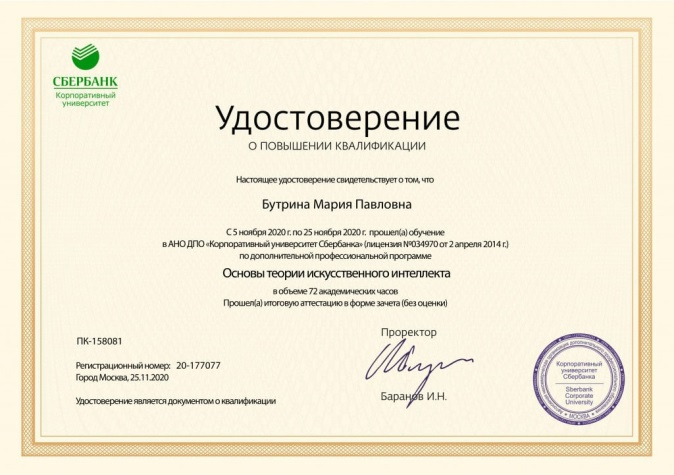 СБЕРБАНК
Корпоративный
университет
Удостоверение
О ПОВЫШЕНИИ КВАЛИФИКАЦИИ
Настоящее удостоверение свидетельствует о том, что
Бутрина Мария Павловна
С 5 ноября 2020 г. по 25 ноября 2020 г. прошел(а) обучение
в АНО ДПО «Корпоративный университет Сбербанка» (лицензия №034970 от 2 апреля 2014 г.)
по дополнительной профессиональной программе
Основы теории искусственного интеллекта
в объеме 72 академических часов
Прошел(а) итоговую аттестацию в форме зачета (без оценки)
Проректор
ПК-158081
Регистрационный номер: 20-177077
Город Москва, 25.11.2020
Баранов И.Н.
Удостоверение является документом о квалификации
Корпоративный
университет
Сбербанка
Sberbank
Corporate
University
МОСКВА